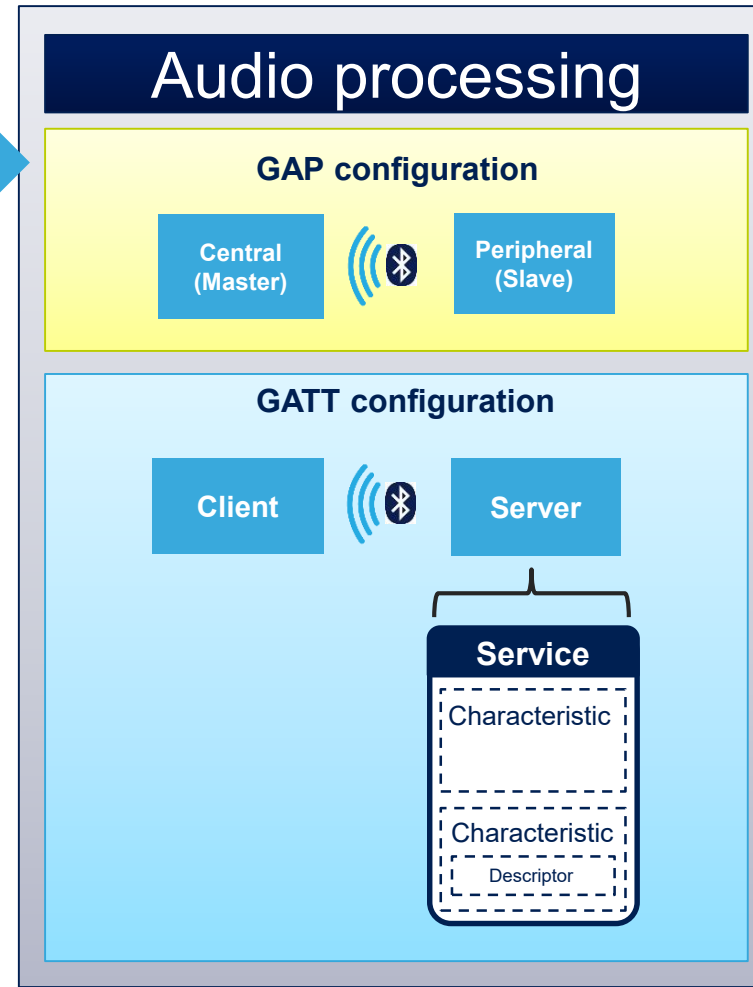 Audio processing
GAP configuration
Central
(Master)
Peripheral
(Slave)
GATT configuration
Client
Server
Service
Characteristic
Characteristic
Descriptor